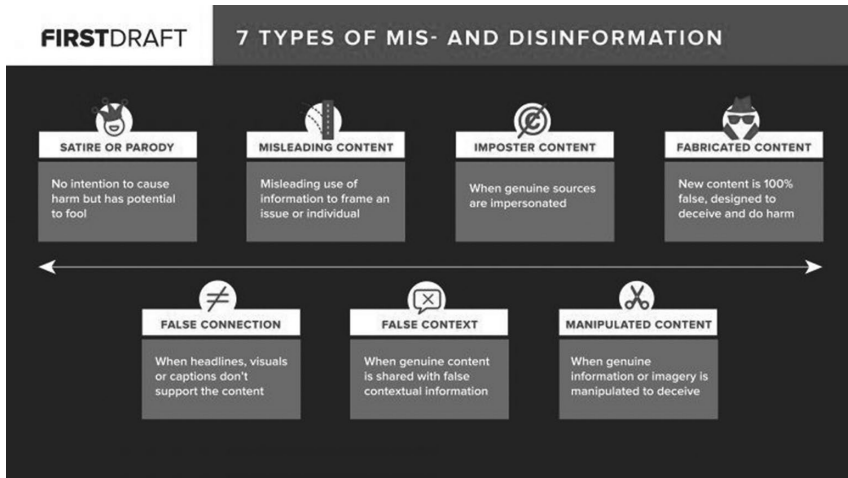 FIRSTDRAFT
7 TYPES OF MIS- AND DISINFORMATION
SATIRE OR PARODY
No intention to cause
harm but has potential
to fool
MISLEADING CONTENT
Misleading use of
information to frame an
issue or individual
IMPOSTER CONTENT
When genuine sources
are impersonated
FABRICATED CONTENT
New content is 100%
false, designed to
deceive and do harm
FALSE CONNECTION
When headlines, visuals
or captions don't
support the content
FALSE CONTEXT
When genuine content
is shared with false
contextual information
MANIPULATED CONTENT
When genuine
information or imagery is
manipulated to deceive